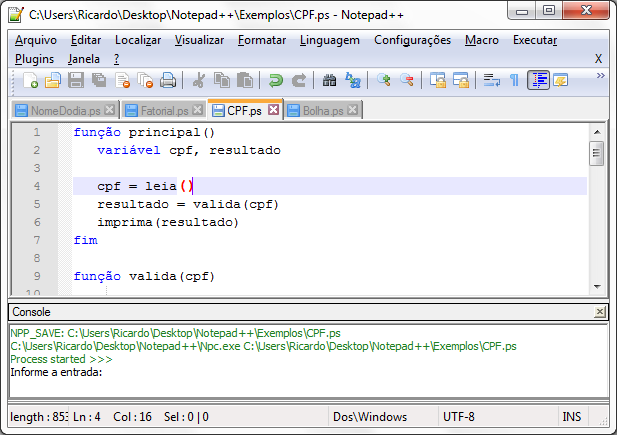 C:\Users\Ricardo\Desktop\Notepad++\Exemplos\CPF.ps - Notepad++
Arquivo Editar Localizar Visualizar Formatar Linguagem Configurações Macro Executar
Plugins Janela ? X
NomeDodia.ps Fatorial.ps CPF.ps Bolha.ps
1 função principal()
2 variável cpf, resultado
3
4 cpf = leia()
5 resultado = valida(cpf)
6 imprima(resultado)
7 fim
8
9 função valida(cpf)
10
Console
NPP_SAVE: C:\Users\Ricardo\Desktop\Notepad++\Exemplos\CPF.ps
C:\Users\Ricardo\Desktop\Notepad++\Npc.exe C:\Users\Ricardo\Desktop\Notepad++\Exemplos\CPF.ps
Process started >>>
Informe a entrada:
length : 853 Ln : 4 Col : 16 Sel : 0 | 0 Dos\Windows UTF-8 INS